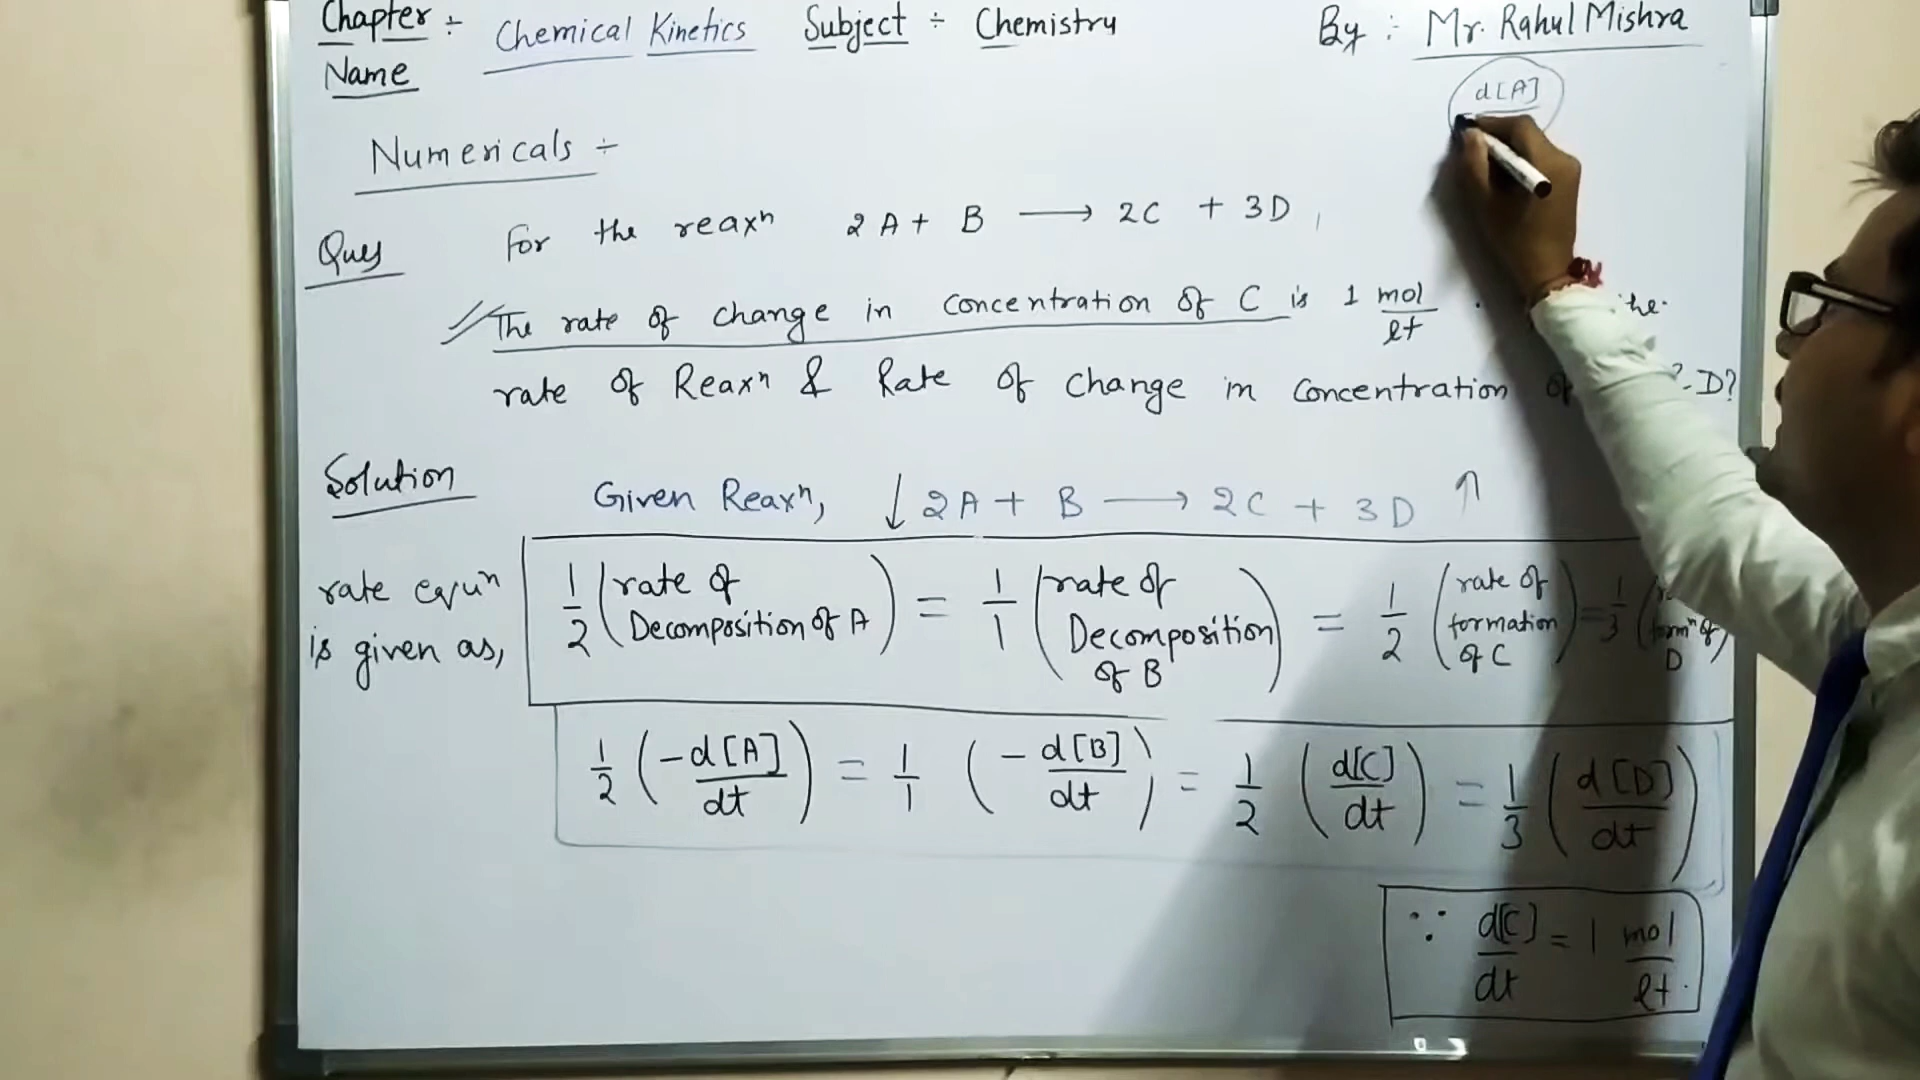 Chapter ÷ Chemical Kinetics Subject ÷ Chemistry By :- Mr. Rahul Mishra
Name
d[A]
Numericals ÷
Ques For the reaxⁿ 2A + B ⟶ 2C + 3D,
The rate of change in Concentration of C is 1 mol/lt .
rate of Reaxⁿ & Rate of change in Concentration of D?
Solution Given Reaxⁿ, ↓ 2A + B ⟶ 2C + 3D ↑
rate equⁿ is given as,
1/2 (rate of Decomposition of A) = 1/1 (rate of Decomposition of B) = 1/2 (rate of formation of C) = 1/3 ( formⁿ of D)
1/2 (-d[A]/dt) = 1/1 (-d[B]/dt) = 1/2 (d[C]/dt) = 1/3 (d[D]/dt)
∵ d[C]/dt = 1 mol/lt.